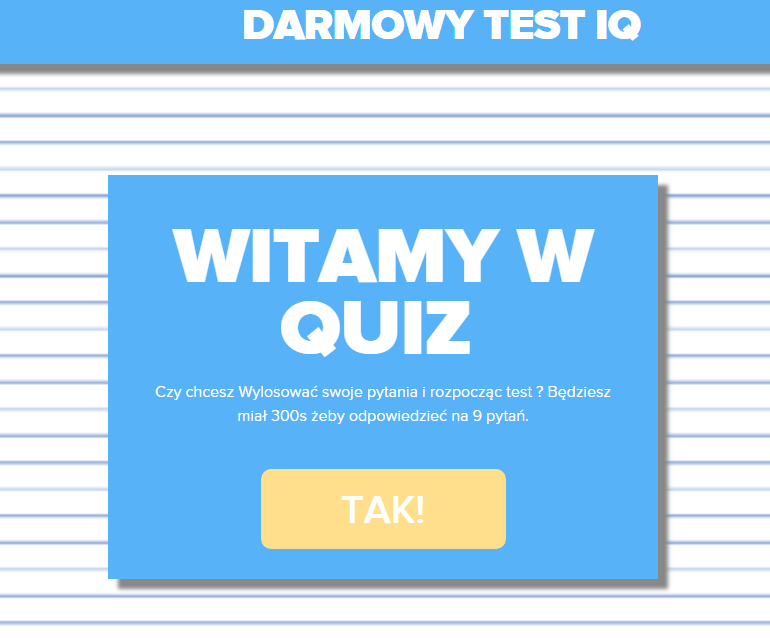 DARMOWY TEST IQ
WITAMY W
QUIZ
Czy chcesz Wylosować swoje pytania i rozpocząc test ? Będziesz
miał 300s żeby odpowiedzieć na 9 pytań.
TAK!